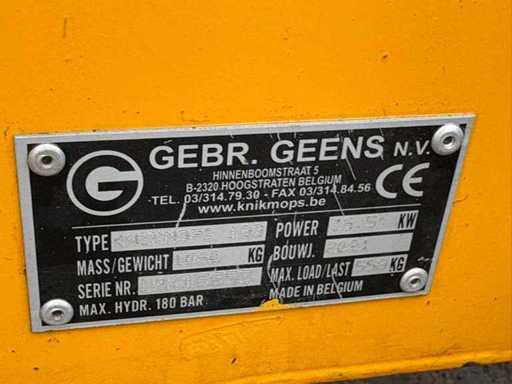 G
GEBR. GEENS N.V.
HINNENBOOMSTRAAT 5
B-2320 HOOGSTRATEN BELGIUM
TEL. 03/314.79.30 - FAX 03/314.84.56
www.knikmops.be
CE
TYPE POWER KW
MASS/GEWICHT KG BOUWJ.
SERIE NR. MAX. LOAD/LAST KG
MAX. HYDR. 180 BAR MADE IN BELGIUM